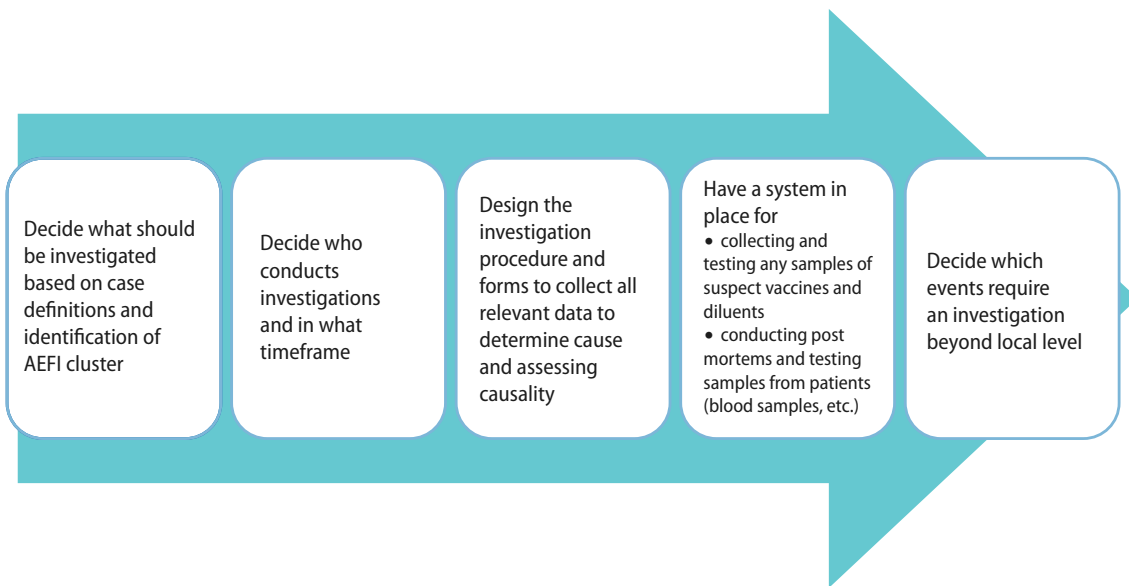 Decide what should
be investigated
based on case
definitions and
identification of
AEFI cluster
Decide who
conducts
investigations
and in what
timeframe
Design the
investigation
procedure and
forms to collect all
relevant data to
determine cause
and assessing
causality
Have a system in
place for
• collecting and
testing any samples of
suspect vaccines and
diluents
• conducting post
mortems and testing
samples from patients
(blood samples, etc.)
Decide which
events require
an investigation
beyond local level